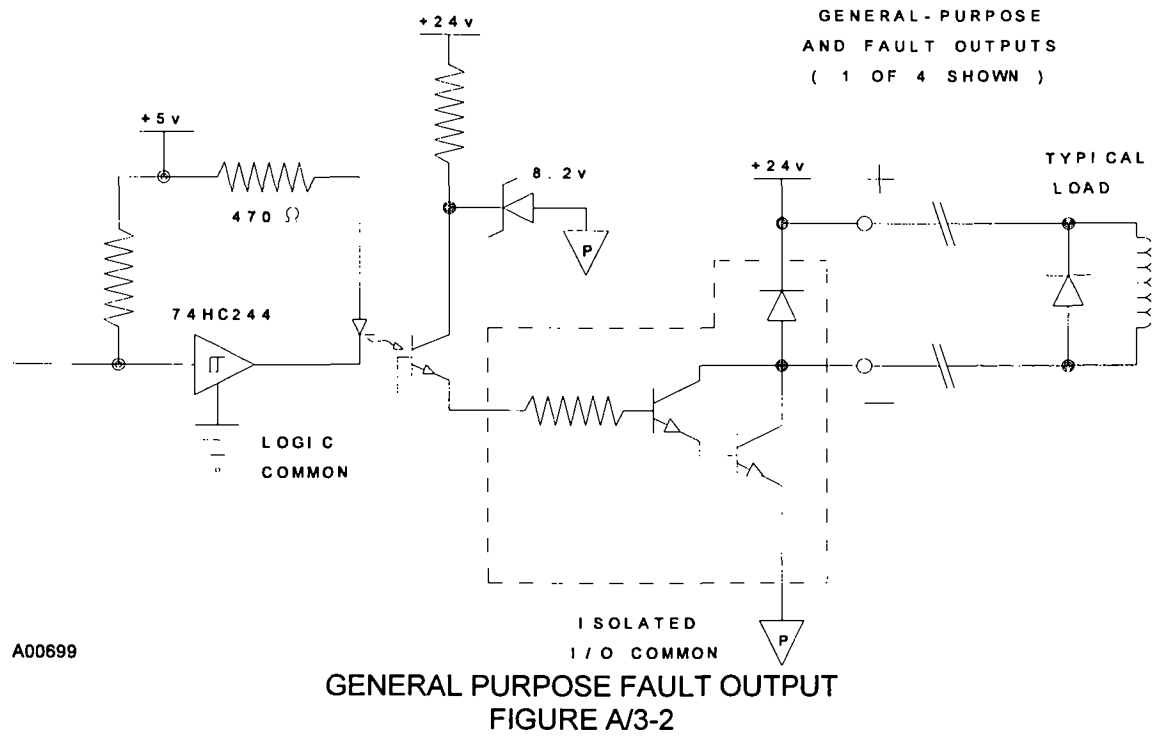 +24v
GENERAL-PURPOSE
AND FAULT OUTPUTS
( 1 OF 4 SHOWN )
+5v
470 Ω
8.2v
P
+24v
+
TYPICAL
LOAD
74HC244
LOGIC
COMMON
—
ISOLATED
I/O COMMON
P
A00699
GENERAL PURPOSE FAULT OUTPUT
FIGURE A/3-2